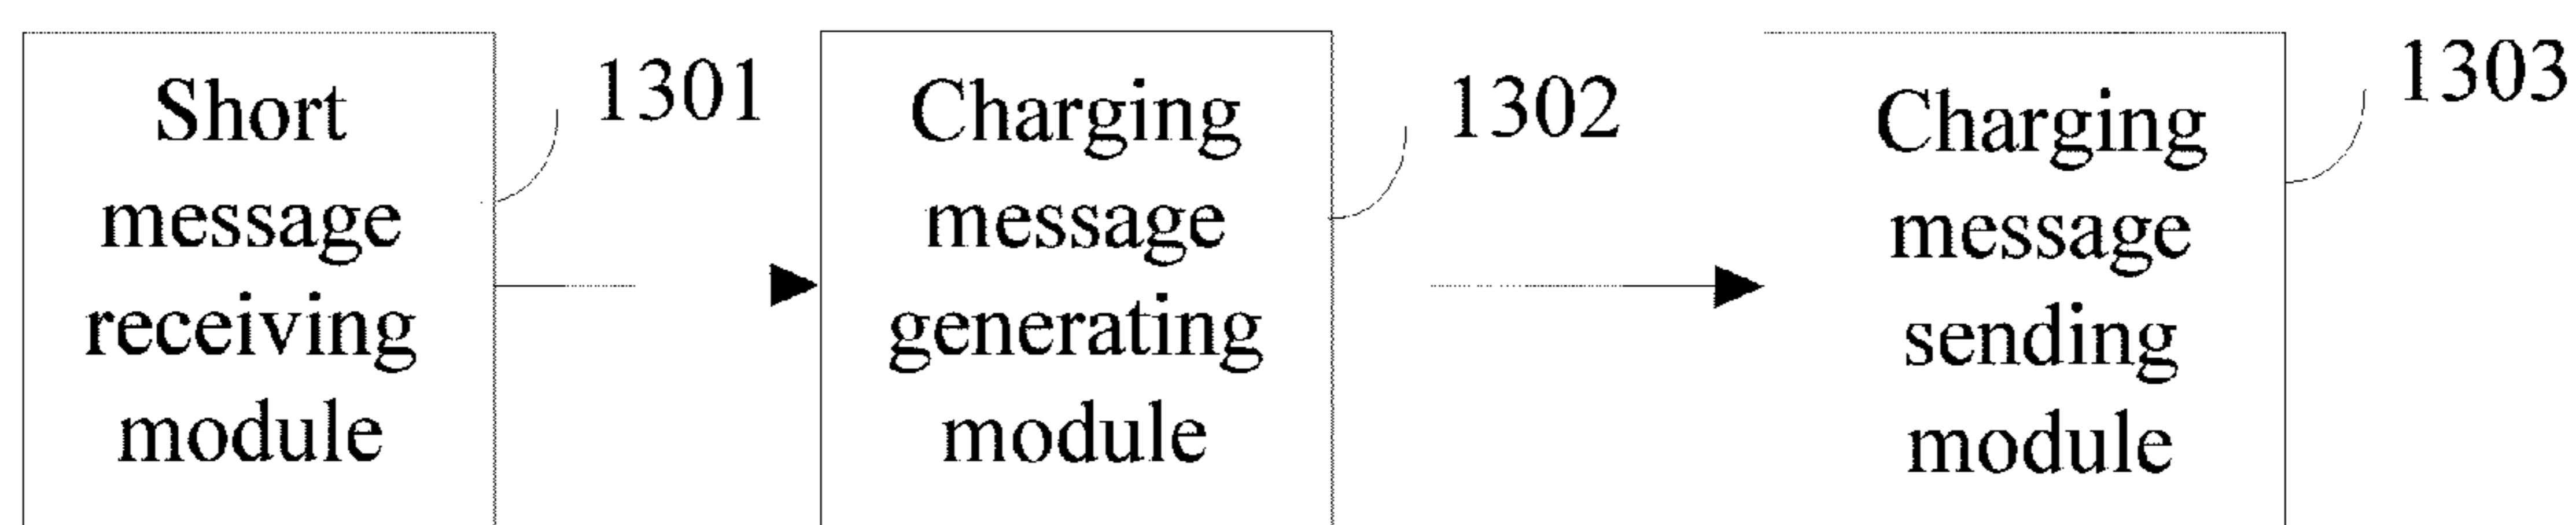 Short
message
receiving
module
1301
Charging
message
generating
module
1302
Charging
message
sending
module
1303